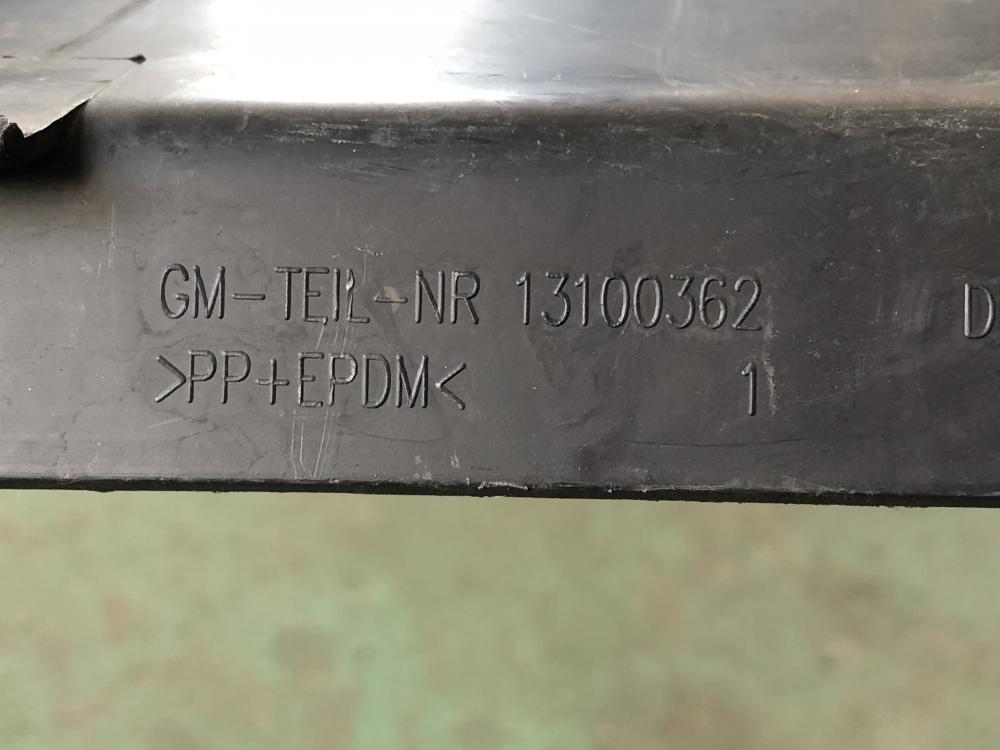 GM-TEIL-NR 13100362 D
>PP+EPDM< 1